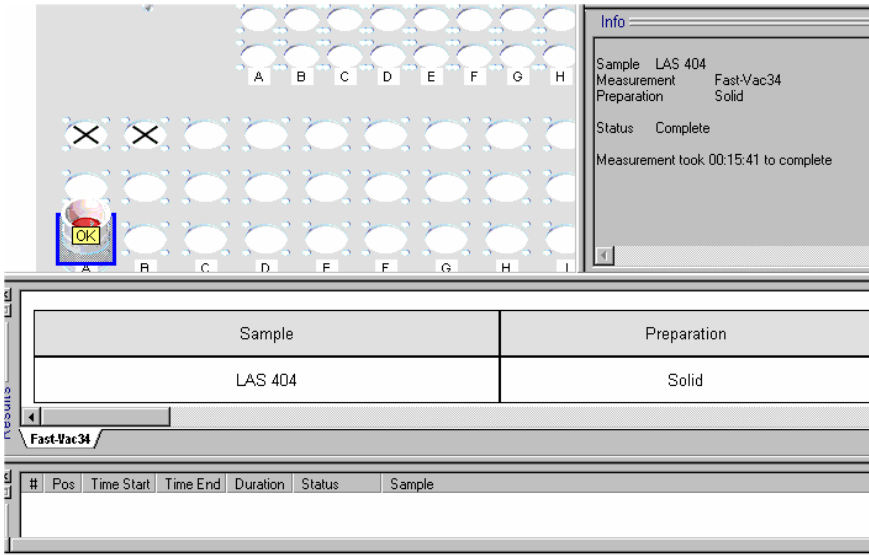 Info
A B C D E F G H
Sample LAS 404
Measurement Fast-Vac34
Preparation Solid
Status Complete
Measurement took 00:15:41 to complete
OK
A B C D E F G H I
Sample Preparation
LAS 404 Solid
Results
Fast-Vac34
# Pos Time Start Time End Duration Status Sample